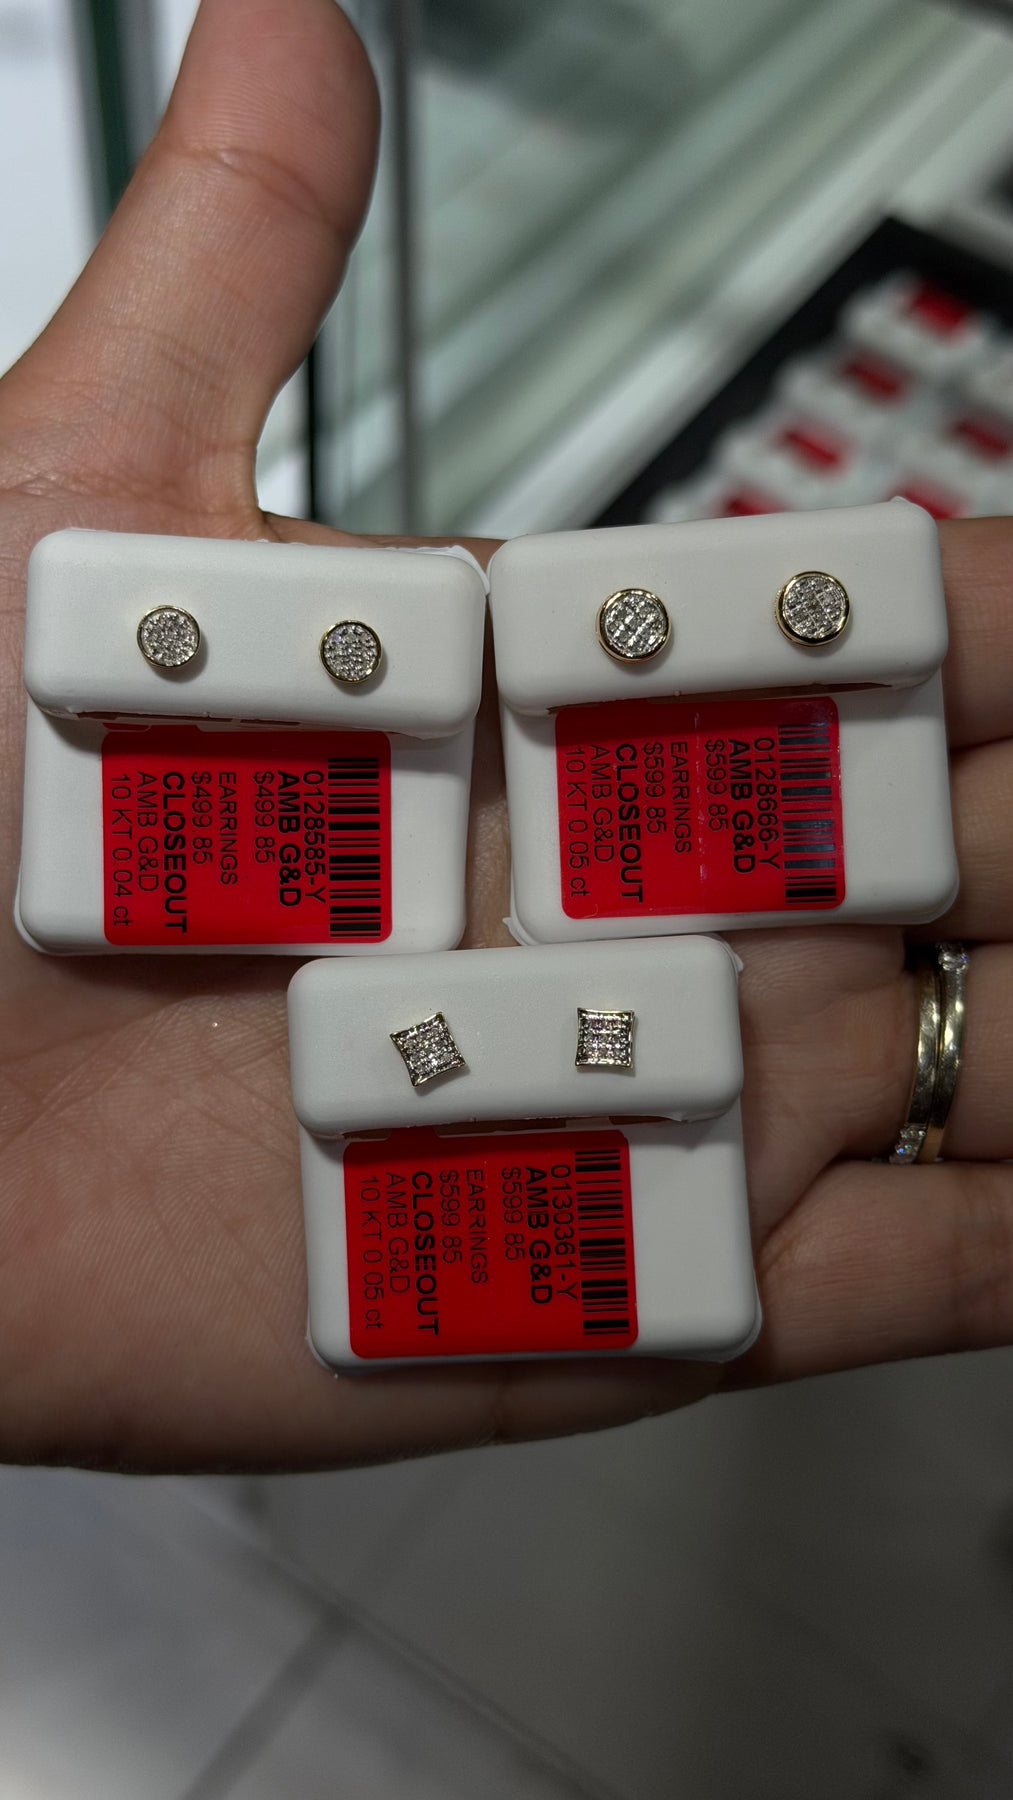 0128585-Y
AMB G&D
$499.85
EARRINGS
$499.85
CLOSEOUT
AMB G&D
10 KT 0.04 ct
0128666-Y
AMB G&D
$599.85
EARRINGS
$599.85
CLOSEOUT
AMB G&D
10 KT 0.05 ct
0130361-Y
AMB G&D
$599.85
EARRINGS
$599.85
CLOSEOUT
AMB G&D
10 KT 0.05 ct